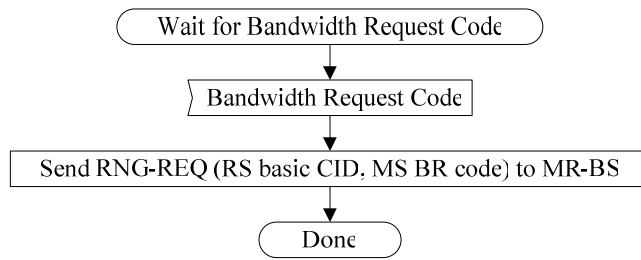 Wait for Bandwidth Request Code
Bandwidth Request Code
Send RNG-REQ (RS basic CID, MS BR code) to MR-BS
Done